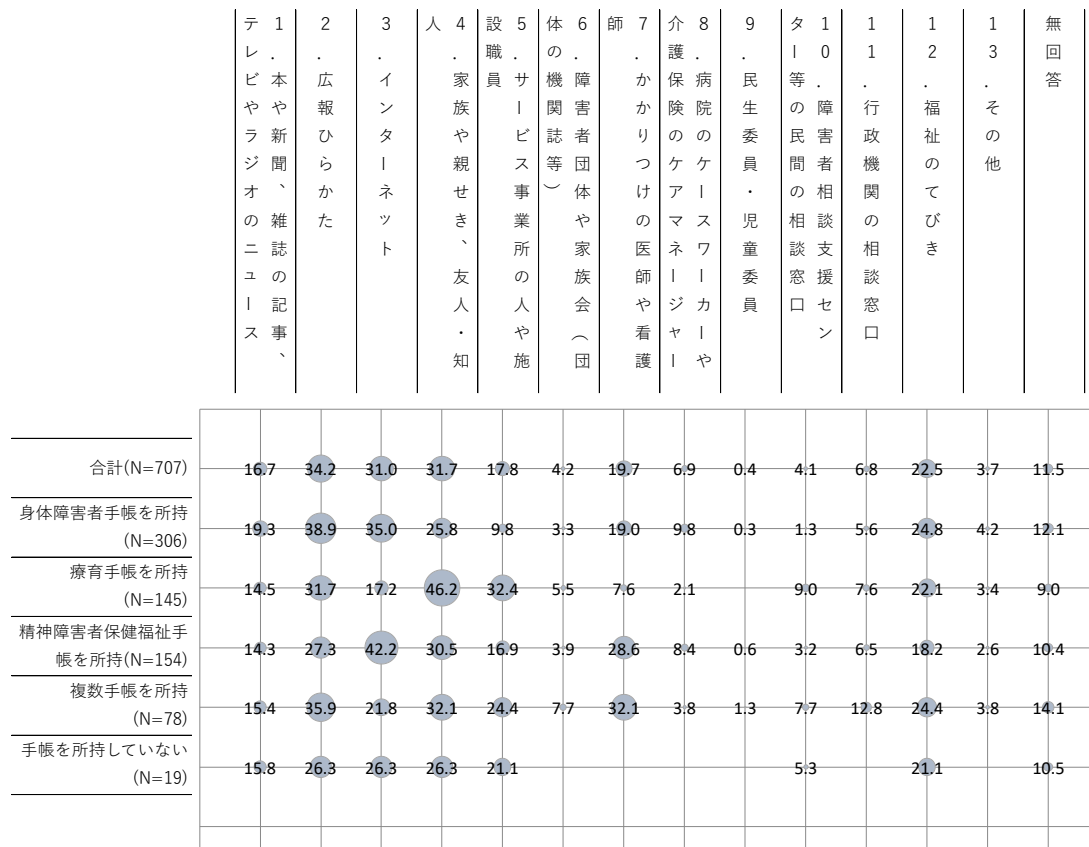 1.本や新聞、雑誌の記事、
テレビやラジオのニュース
2.広報ひらかた
3.インターネット
4.家族や親せき、友人・知
人
5.サービス事業所の人や施
設職員
6.障害者団体や家族会（団
体の機関誌等）
7.かかりつけの医師や看護
師
8.病院のケースワーカーや
介護保険のケアマネージャー
9.民生委員・児童委員
10.障害者相談支援セン
ター等の民間の相談窓口
11.行政機関の相談窓口
12.福祉のてびき
13.その他
無回答
合計(N=707) 16.7 34.2 31.0 31.7 17.8 4.2 19.7 6.9 0.4 4.1 6.8 22.5 3.7 11.5
身体障害者手帳を所持
(N=306) 19.3 38.9 35.0 25.8 9.8 3.3 19.0 9.8 0.3 1.3 5.6 24.8 4.2 12.1
療育手帳を所持
(N=145) 14.5 31.7 17.2 46.2 32.4 5.5 7.6 2.1 9.0 7.6 22.1 3.4 9.0
精神障害者保健福祉手
帳を所持(N=154) 14.3 27.3 42.2 30.5 16.9 3.9 28.6 8.4 0.6 3.2 6.5 18.2 2.6 10.4
複数手帳を所持
(N=78) 15.4 35.9 21.8 32.1 24.4 7.7 32.1 3.8 1.3 7.7 12.8 24.4 3.8 14.1
手帳を所持していない
(N=19) 15.8 26.3 26.3 26.3 21.1 5.3 21.1 10.5